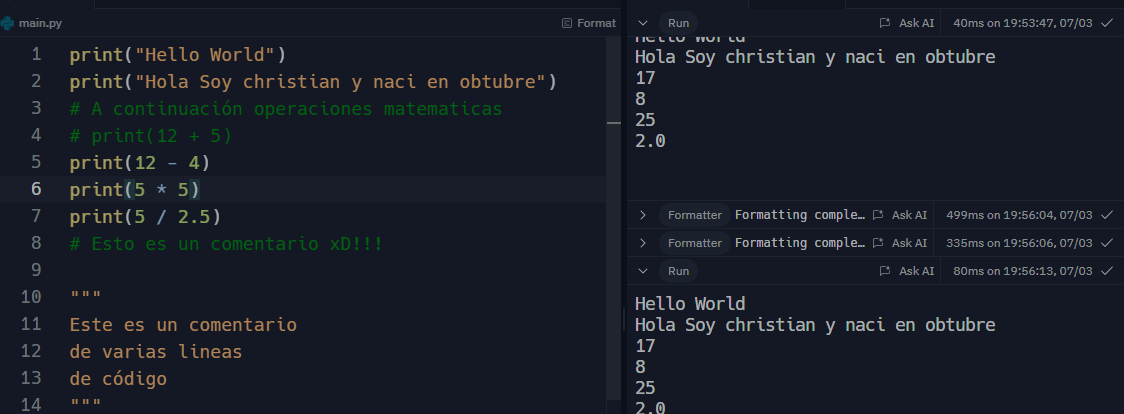 main.py
Format
1 print("Hello World")
2 print("Hola Soy christian y naci en obtubre")
3 # A continuación operaciones matematicas
4 # print(12 + 5)
5 print(12 - 4)
6 print(5 * 5)
7 print(5 / 2.5)
8 # Esto es un comentario xD!!!
9
10 """
11 Este es un comentario
12 de varias lineas
13 de código
14 """
Run Ask AI 40ms on 19:53:47, 07/03
Hello World
Hola Soy christian y naci en obtubre
17
8
25
2.0
Formatter Formatting comple… Ask AI 499ms on 19:56:04, 07/03
Formatter Formatting comple… Ask AI 335ms on 19:56:06, 07/03
Run Ask AI 80ms on 19:56:13, 07/03
Hello World
Hola Soy christian y naci en obtubre
17
8
25
2.0